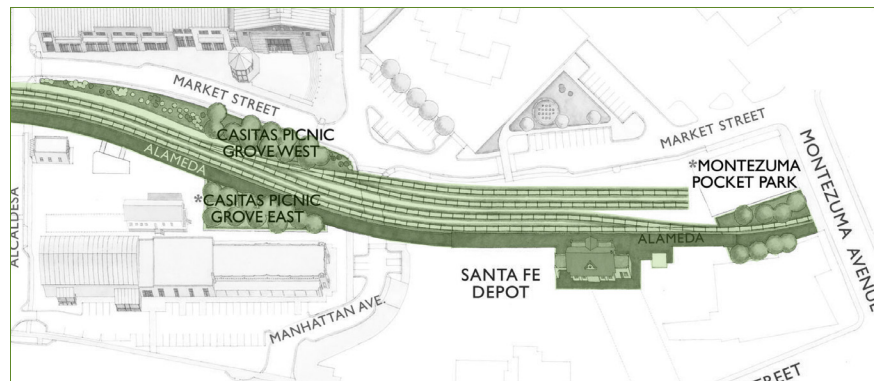 MARKET STREET
CASITAS PICNIC
GROVE WEST
ALAMEDA
*CASITAS PICNIC
GROVE EAST
ALCALDESA
MARKET STREET
*MONTEZUMA
POCKET PARK
MONTEZUMA AVENUE
ALAMEDA
SANTA FE
DEPOT
MANHATTAN AVE.
STREET